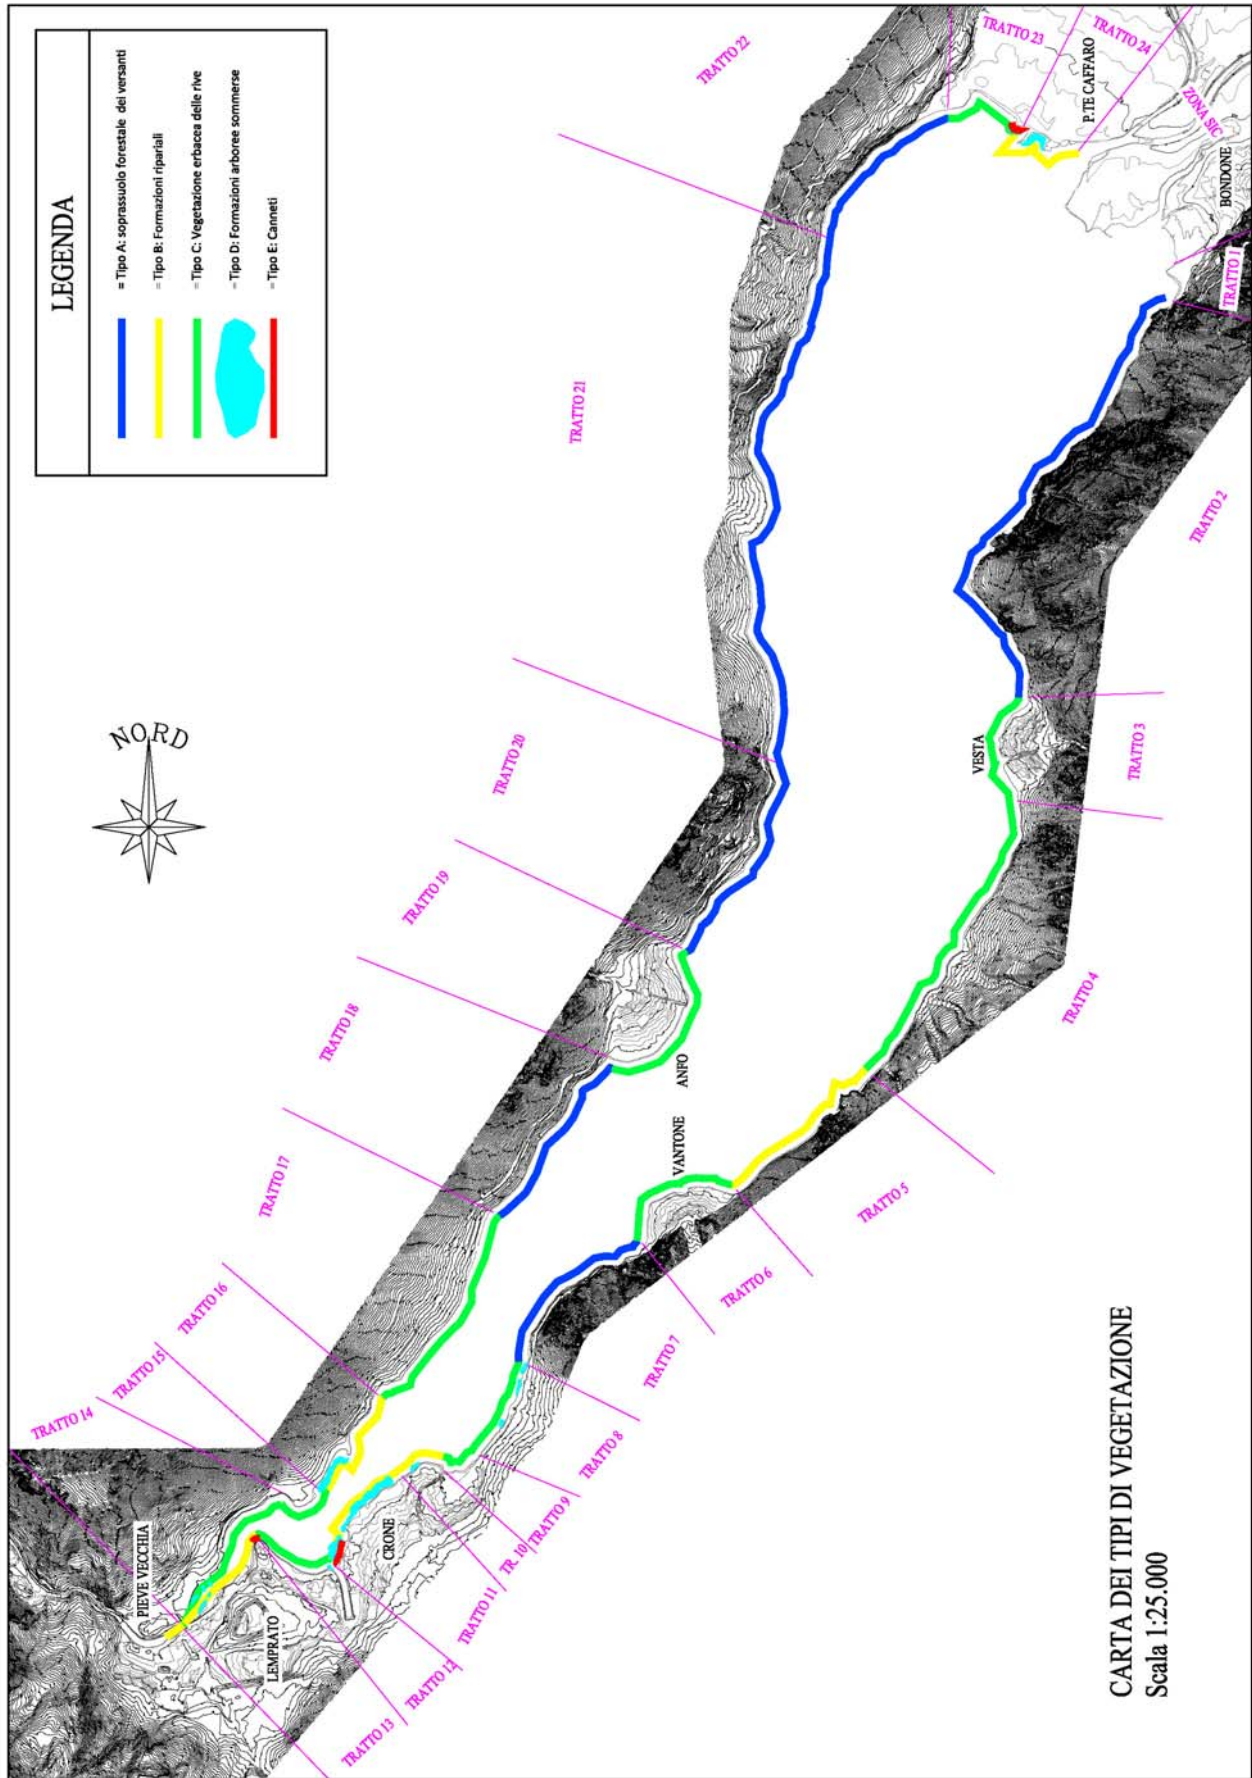 LEGENDA
= Tipo A: soprassuolo forestale dei versanti
= Tipo B: Formazioni ripariali
= Tipo C: Vegetazione erbacea delle rive
= Tipo D: Formazioni arboree sommerse
= Tipo E: Canneti
NORD
TRATTO 14
TRATTO 15
TRATTO 16
TRATTO 17
TRATTO 18
TRATTO 19
TRATTO 20
TRATTO 21
TRATTO 22
TRATTO 23
TRATTO 24
P.TE CAFFARO
ZONA SIC
BONDONE
TRATTO 1
TRATTO 2
TRATTO 3
VESTA
TRATTO 4
ANFO
VANTONE
TRATTO 5
TRATTO 6
TRATTO 7
TRATTO 8
TRATTO 9
TR. 10
TRATTO 11
TRATTO 12
TRATTO 13
PIEVE VECCHIA
LEMPRATO
CRONE
CARTA DEI TIPI DI VEGETAZIONE
Scala 1:25.000